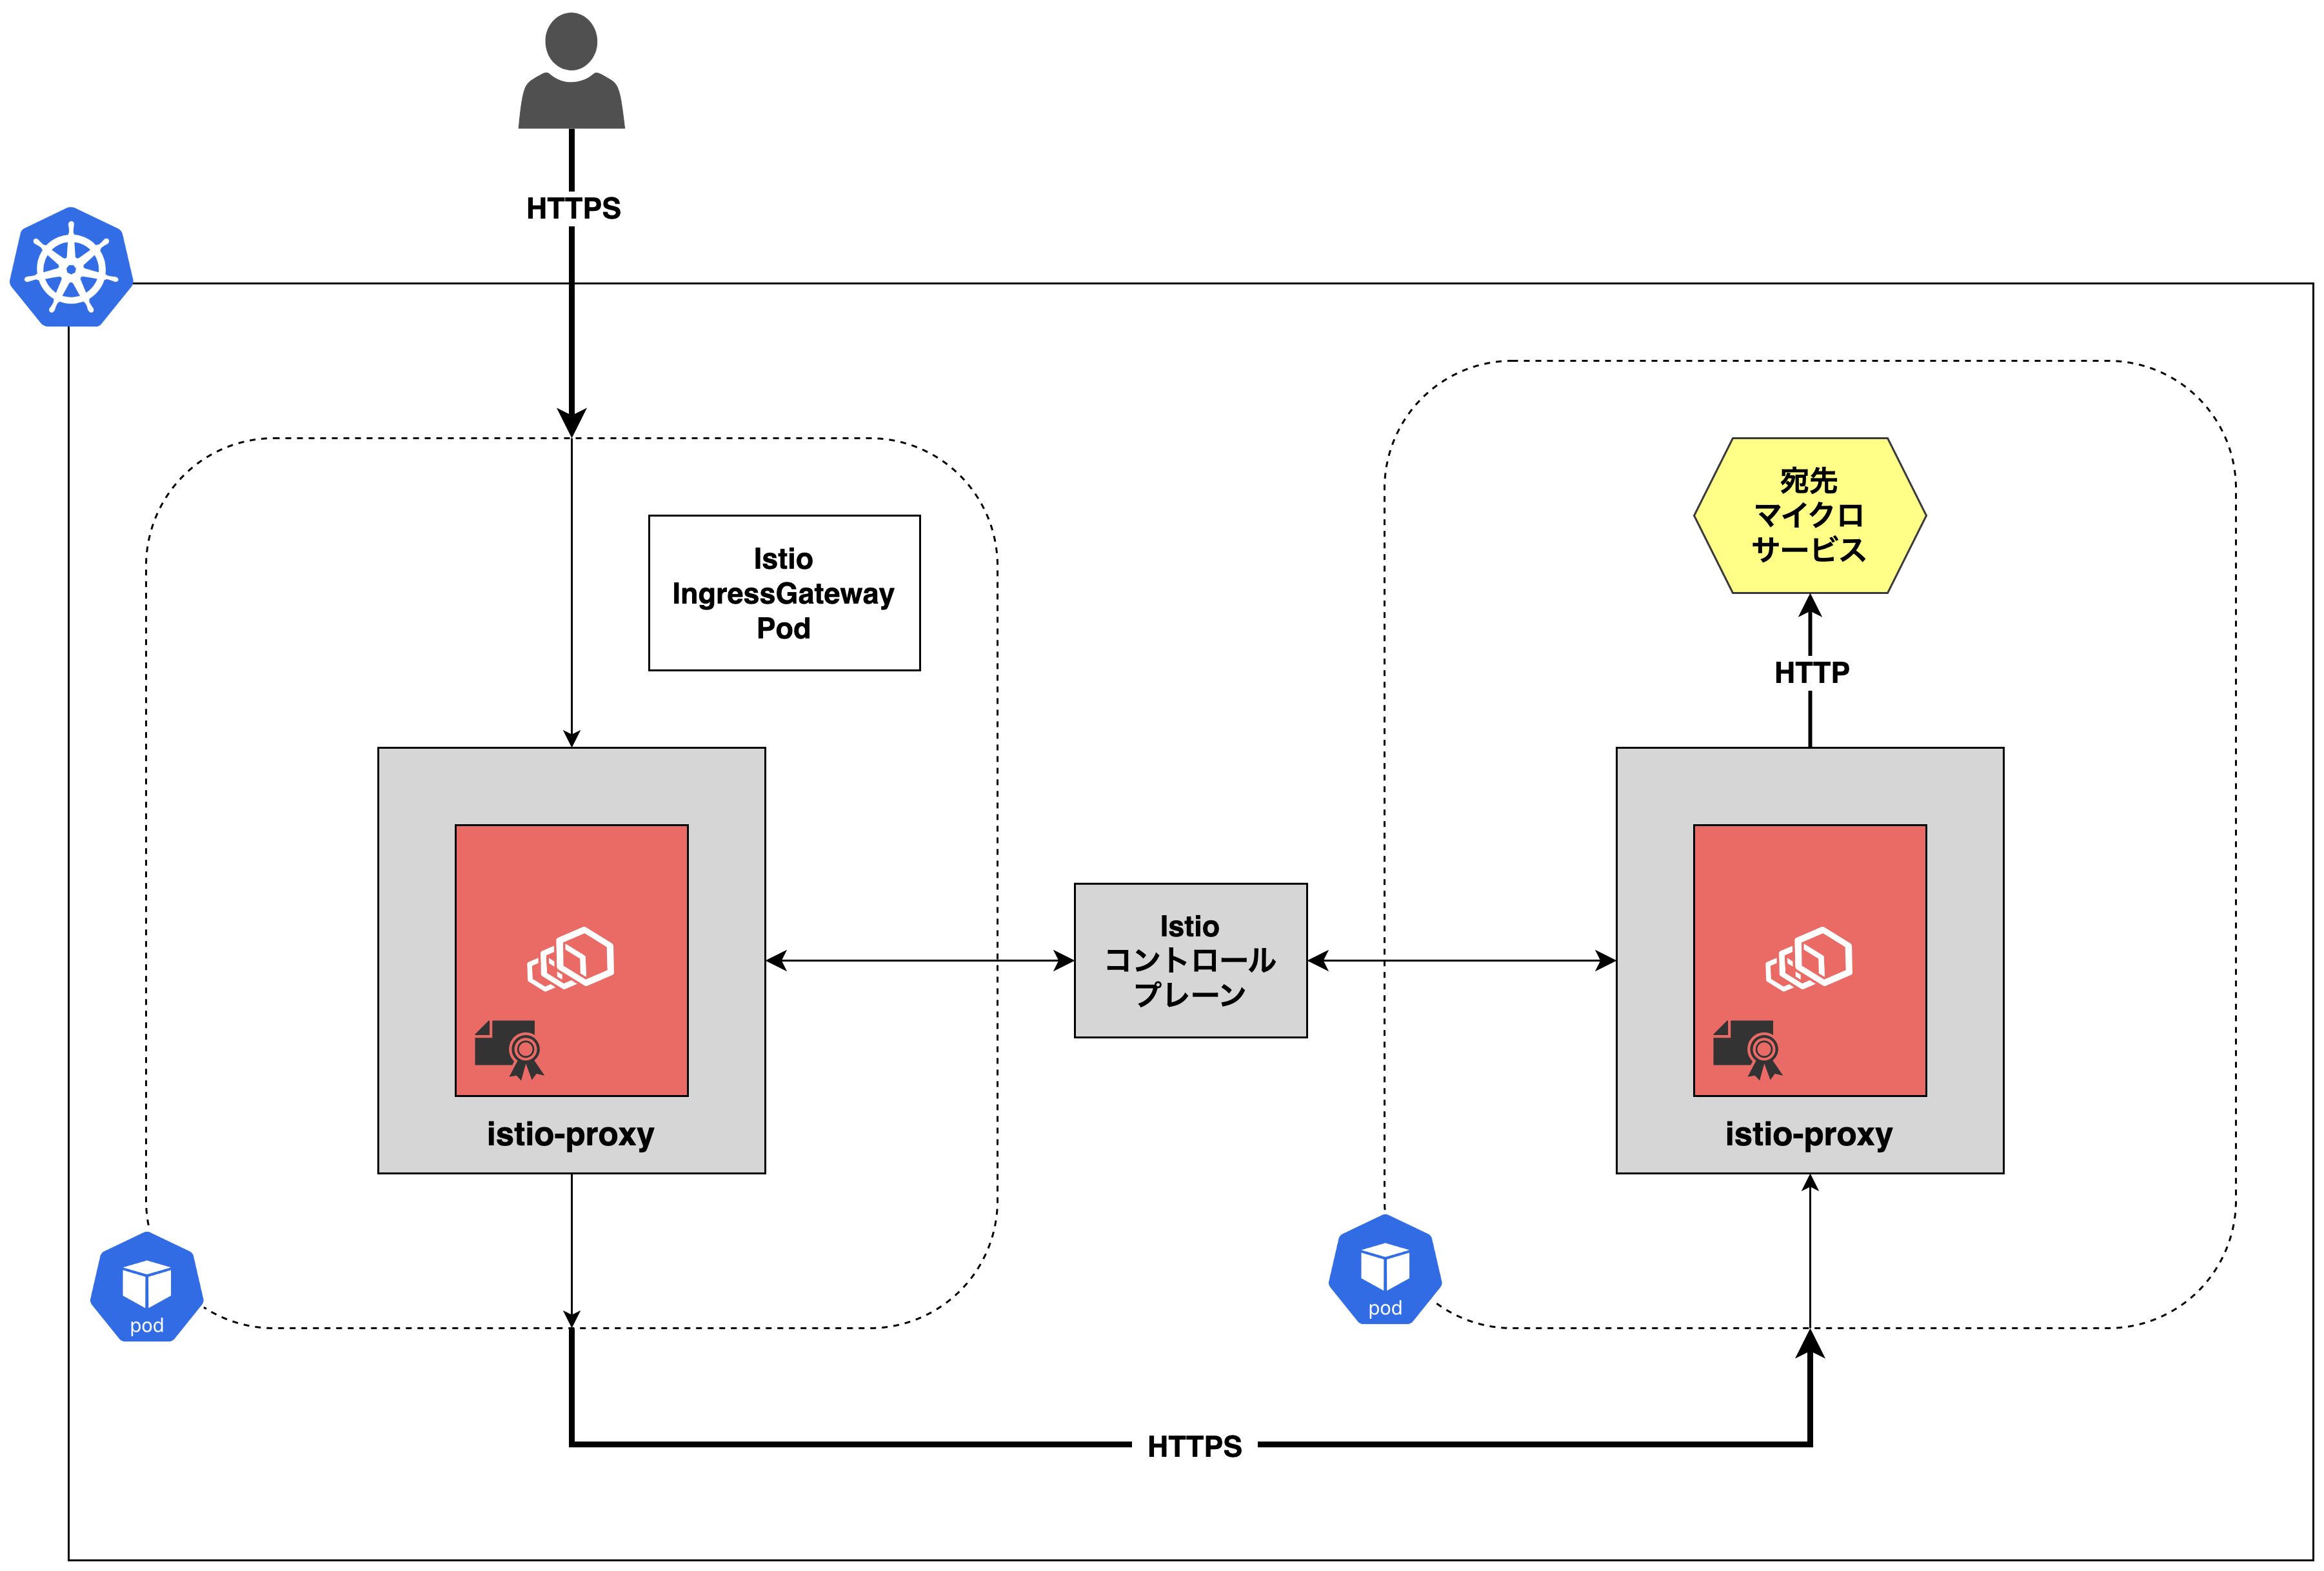 HTTPS
Istio
IngressGateway
Pod
宛先
マイクロ
サービス
HTTP
Istio
コントロール
プレーン
istio-proxy
istio-proxy
pod
pod
HTTPS